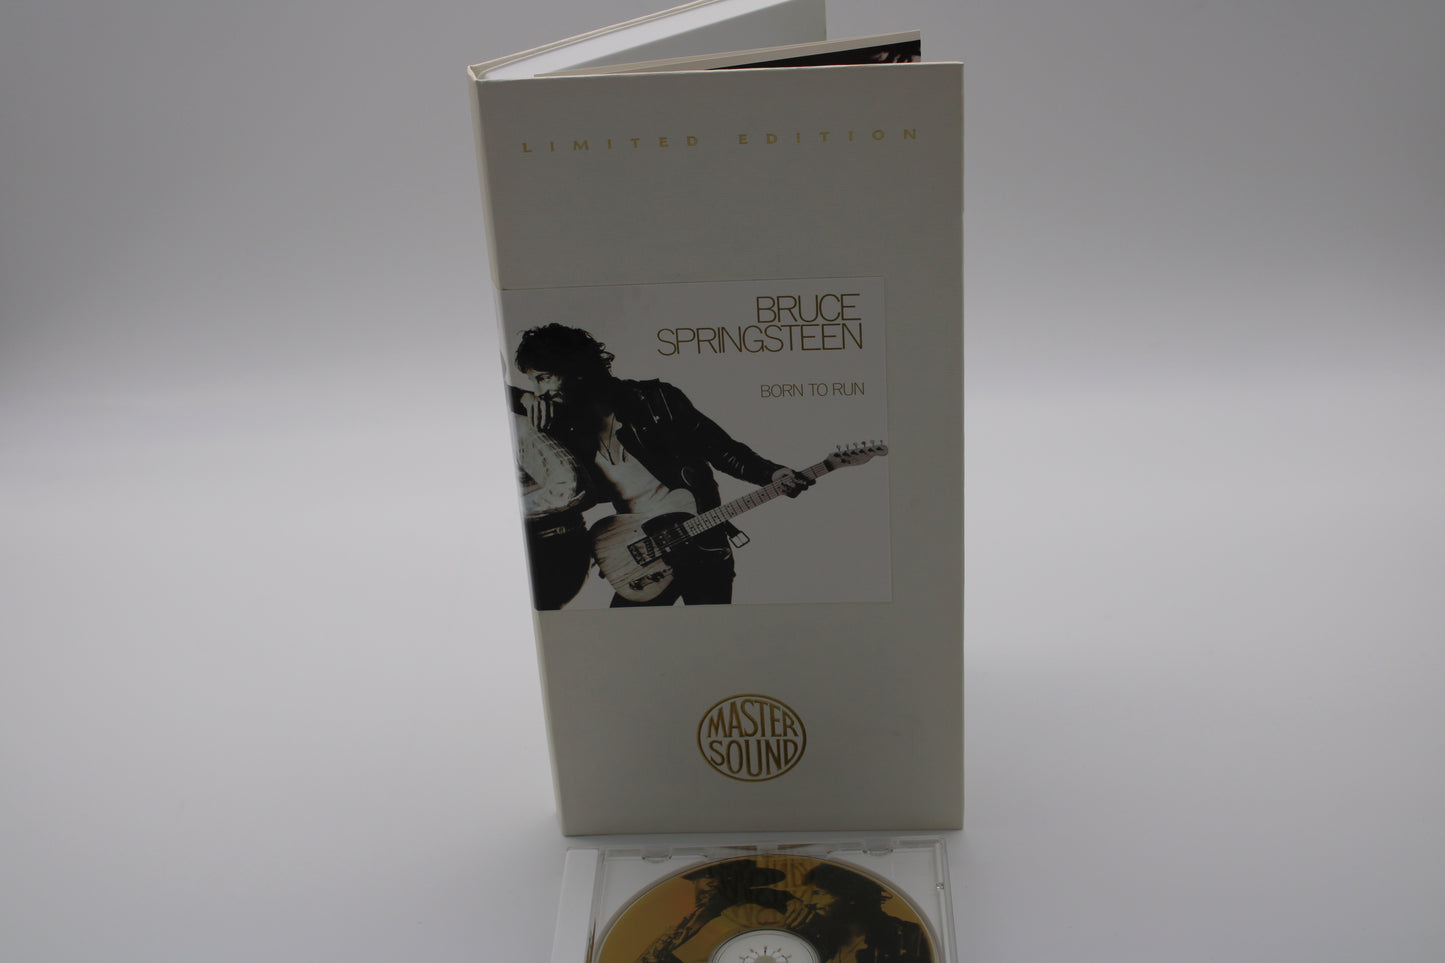 LIMITED EDITION
BRUCE
SPRINGSTEEN
BORN TO RUN
MASTER
SOUND